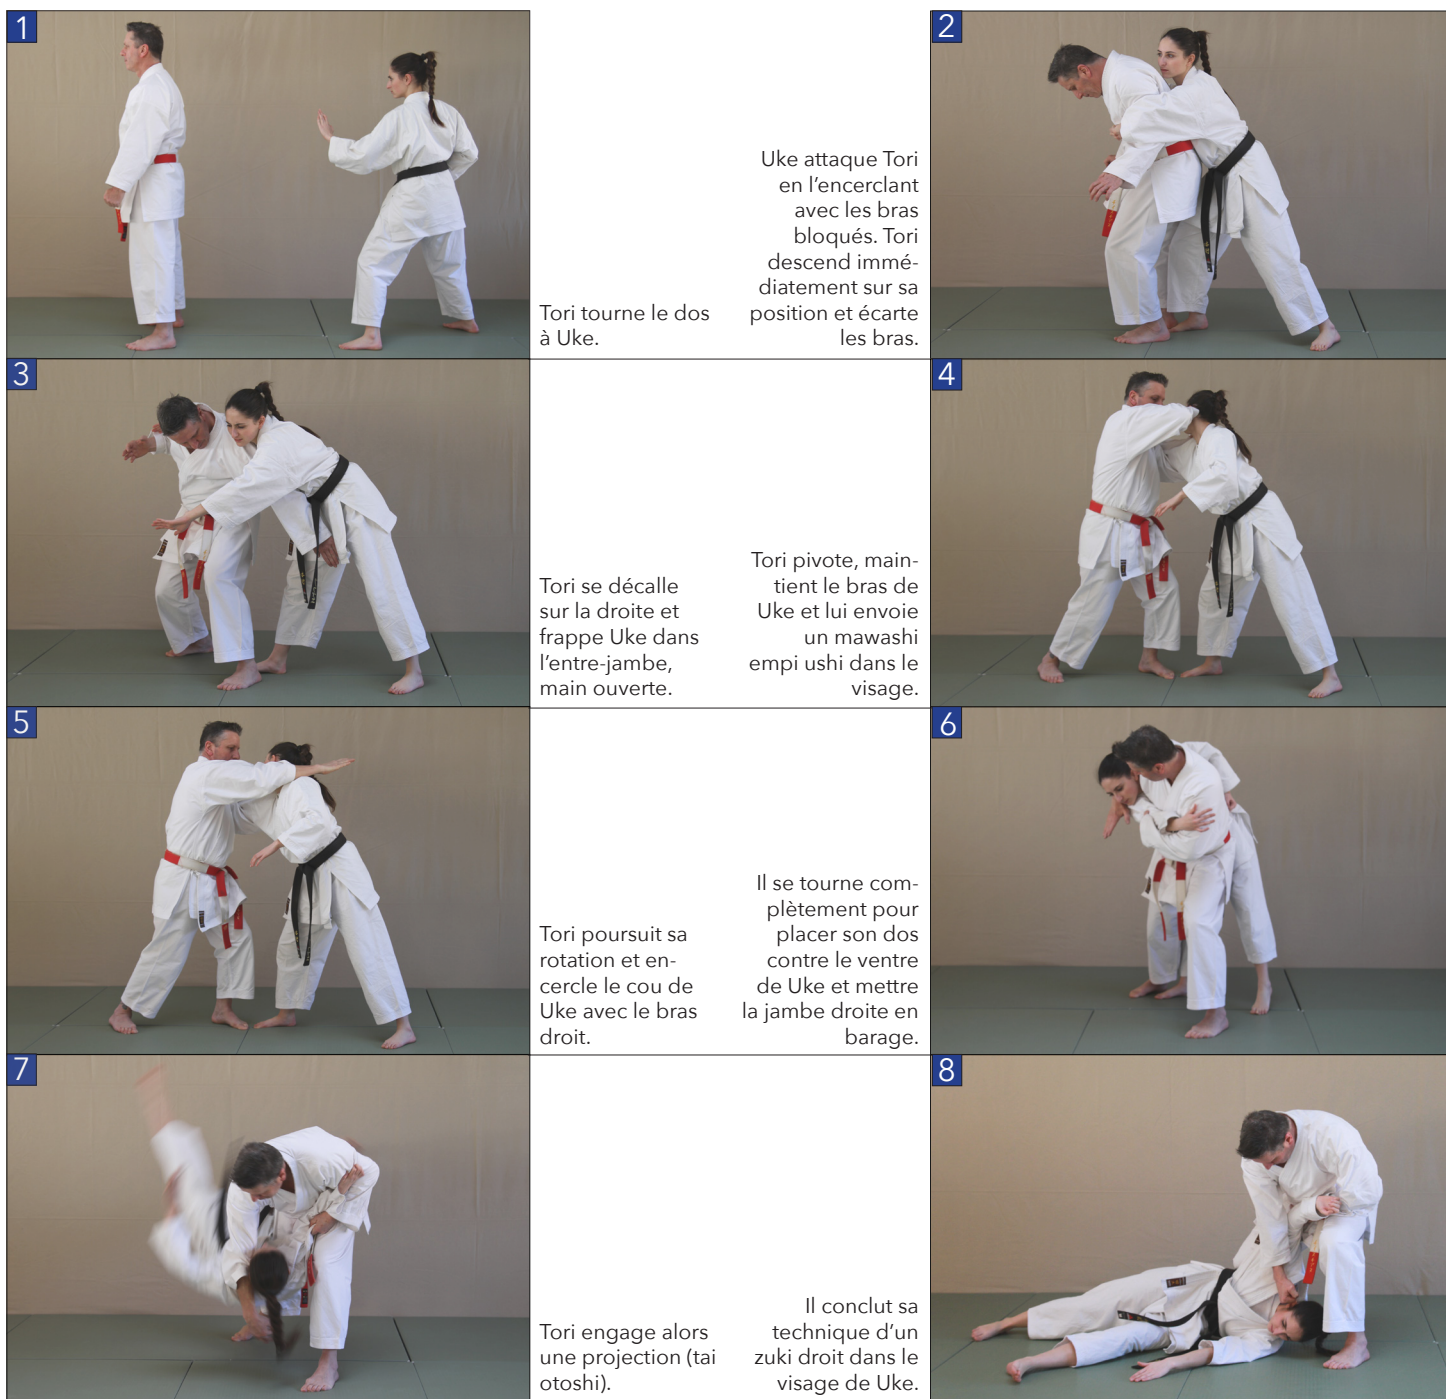 1
Tori tourne le dos
à Uke.
2
Uke attaque Tori
en l'encerclant
avec les bras
bloqués. Tori
descend immé-
diatement sur sa
position et écarte
les bras.
3
Tori se décalle
sur la droite et
frappe Uke dans
l'entre-jambe,
main ouverte.
4
Tori pivote, main-
tient le bras de
Uke et lui envoie
un mawashi
empi ushi dans le
visage.
5
Tori poursuit sa
rotation et en-
cercle le cou de
Uke avec le bras
droit.
6
Il se tourne com-
plètement pour
placer son dos
contre le ventre
de Uke et mettre
la jambe droite en
barage.
7
Tori engage alors
une projection (tai
otoshi).
8
Il conclut sa
technique d'un
zuki droit dans le
visage de Uke.